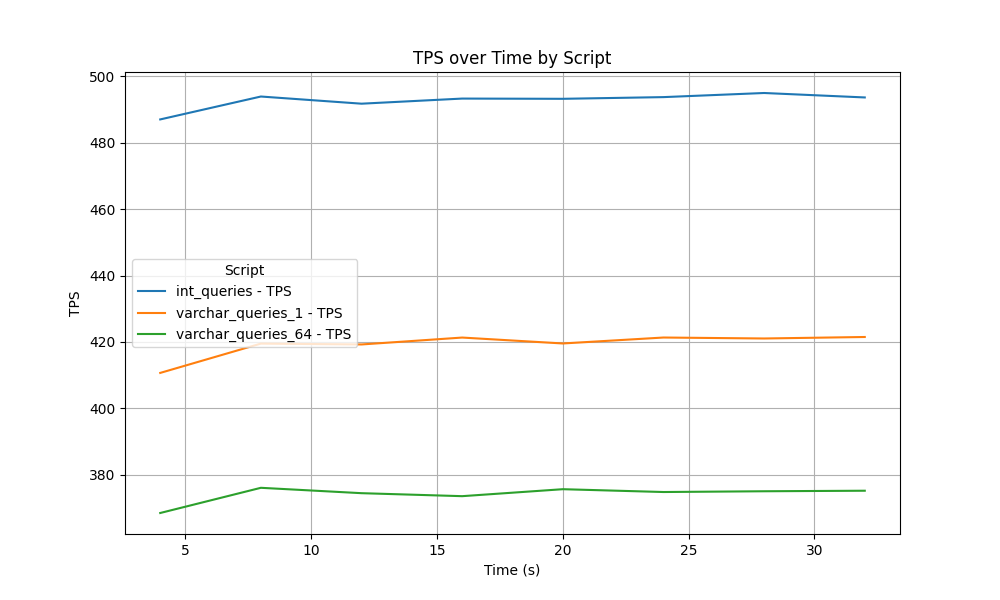 TPS over Time by Script
500
480
460
440
420
400
380
TPS
Script
int_queries - TPS
varchar_queries_1 - TPS
varchar_queries_64 - TPS
5
10
15
20
25
30
Time (s)